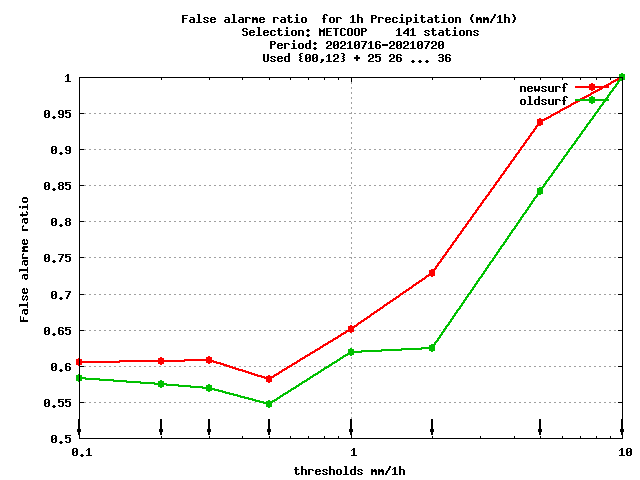 False alarme ratio  for 1h Precipitation (mm/1h)
Selection: METCOOP    141 stations
Period: 20210716-20210720
Used {00,12} + 25 26 ... 36
1
newsurf
oldsurf
0.95
0.9
0.85
0.8
0.75
0.7
0.65
0.6
0.55
0.5
False alarme ratio
0.1 1 10
thresholds mm/1h